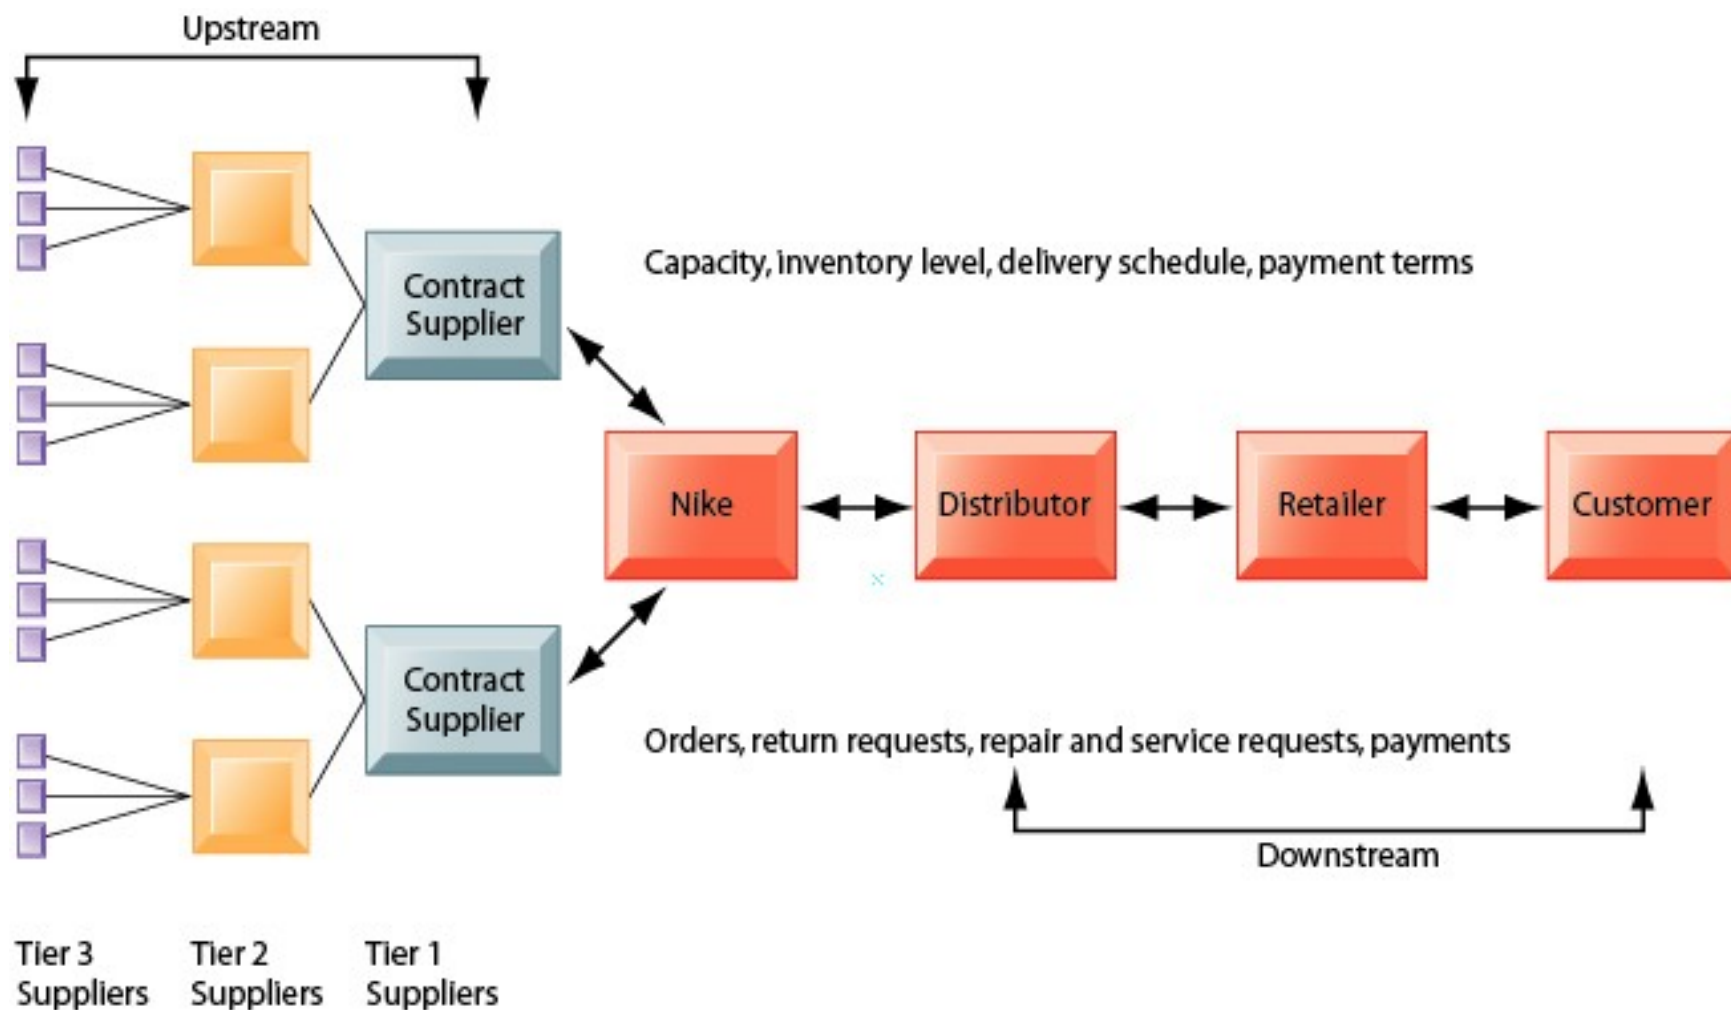 Upstream
Contract
Supplier
Capacity, inventory level, delivery schedule, payment terms
Nike
Distributor
Retailer
Customer
Contract
Supplier
Orders, return requests, repair and service requests, payments
Downstream
Tier 3
Suppliers
Tier 2
Suppliers
Tier 1
Suppliers